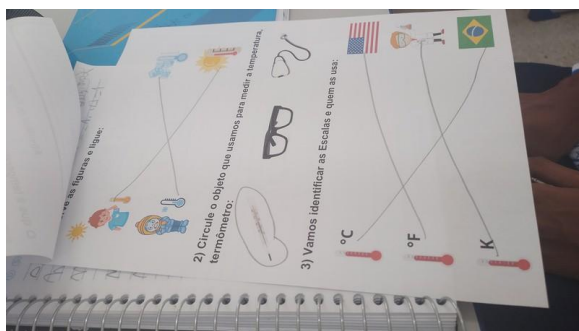 as figuras e ligue:
2) Circule o objeto que usamos para medir a temperatura,
termômetro:
3) Vamos identificar as Escalas e quem as usa:
°C
°F
K